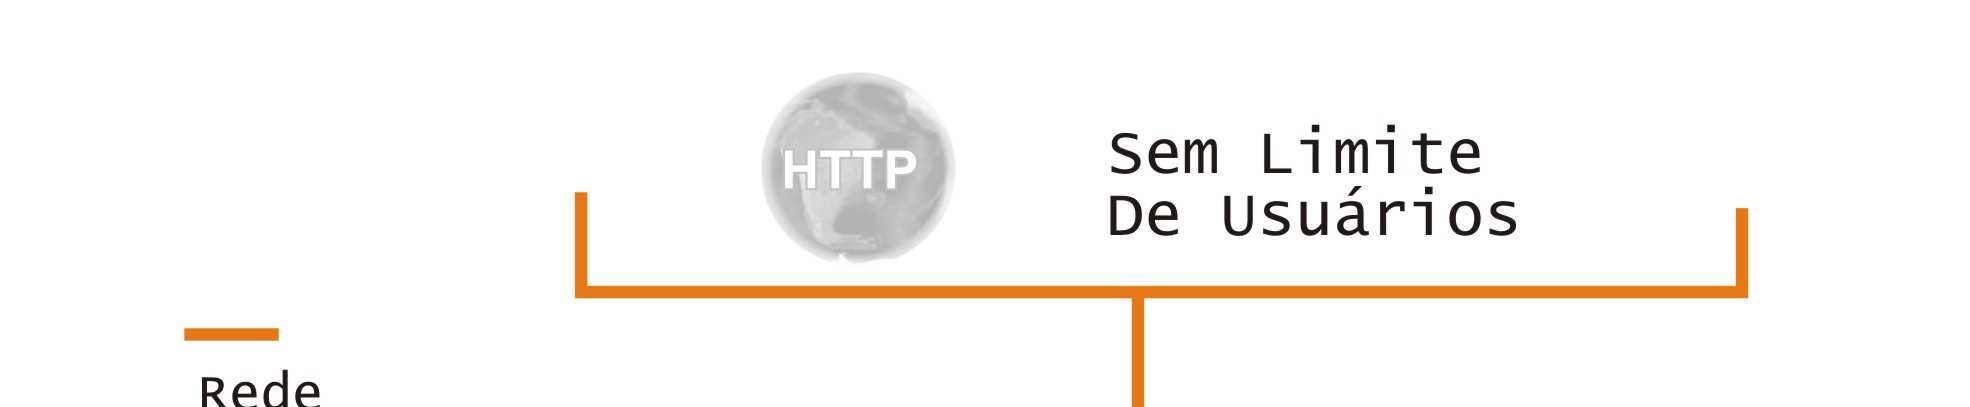 HTTP
Sem Limite
De Usuários
Rede